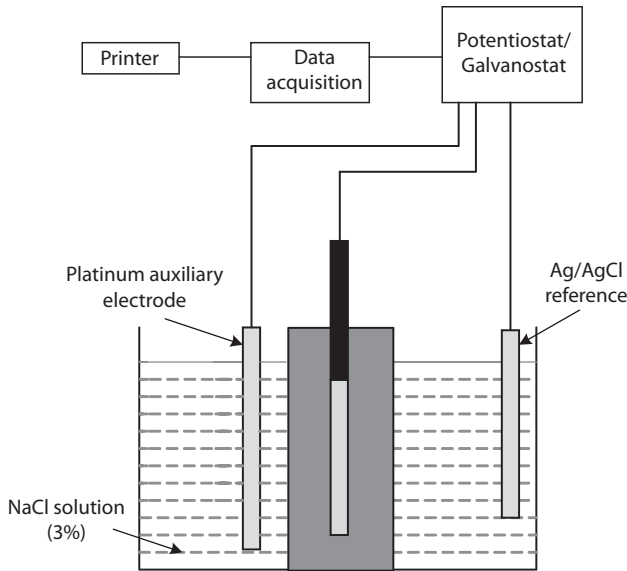 Printer
Data
acquisition
Potentiostat/
Galvanostat
Platinum auxiliary
electrode
Ag/AgCl
reference
NaCl solution
(3%)